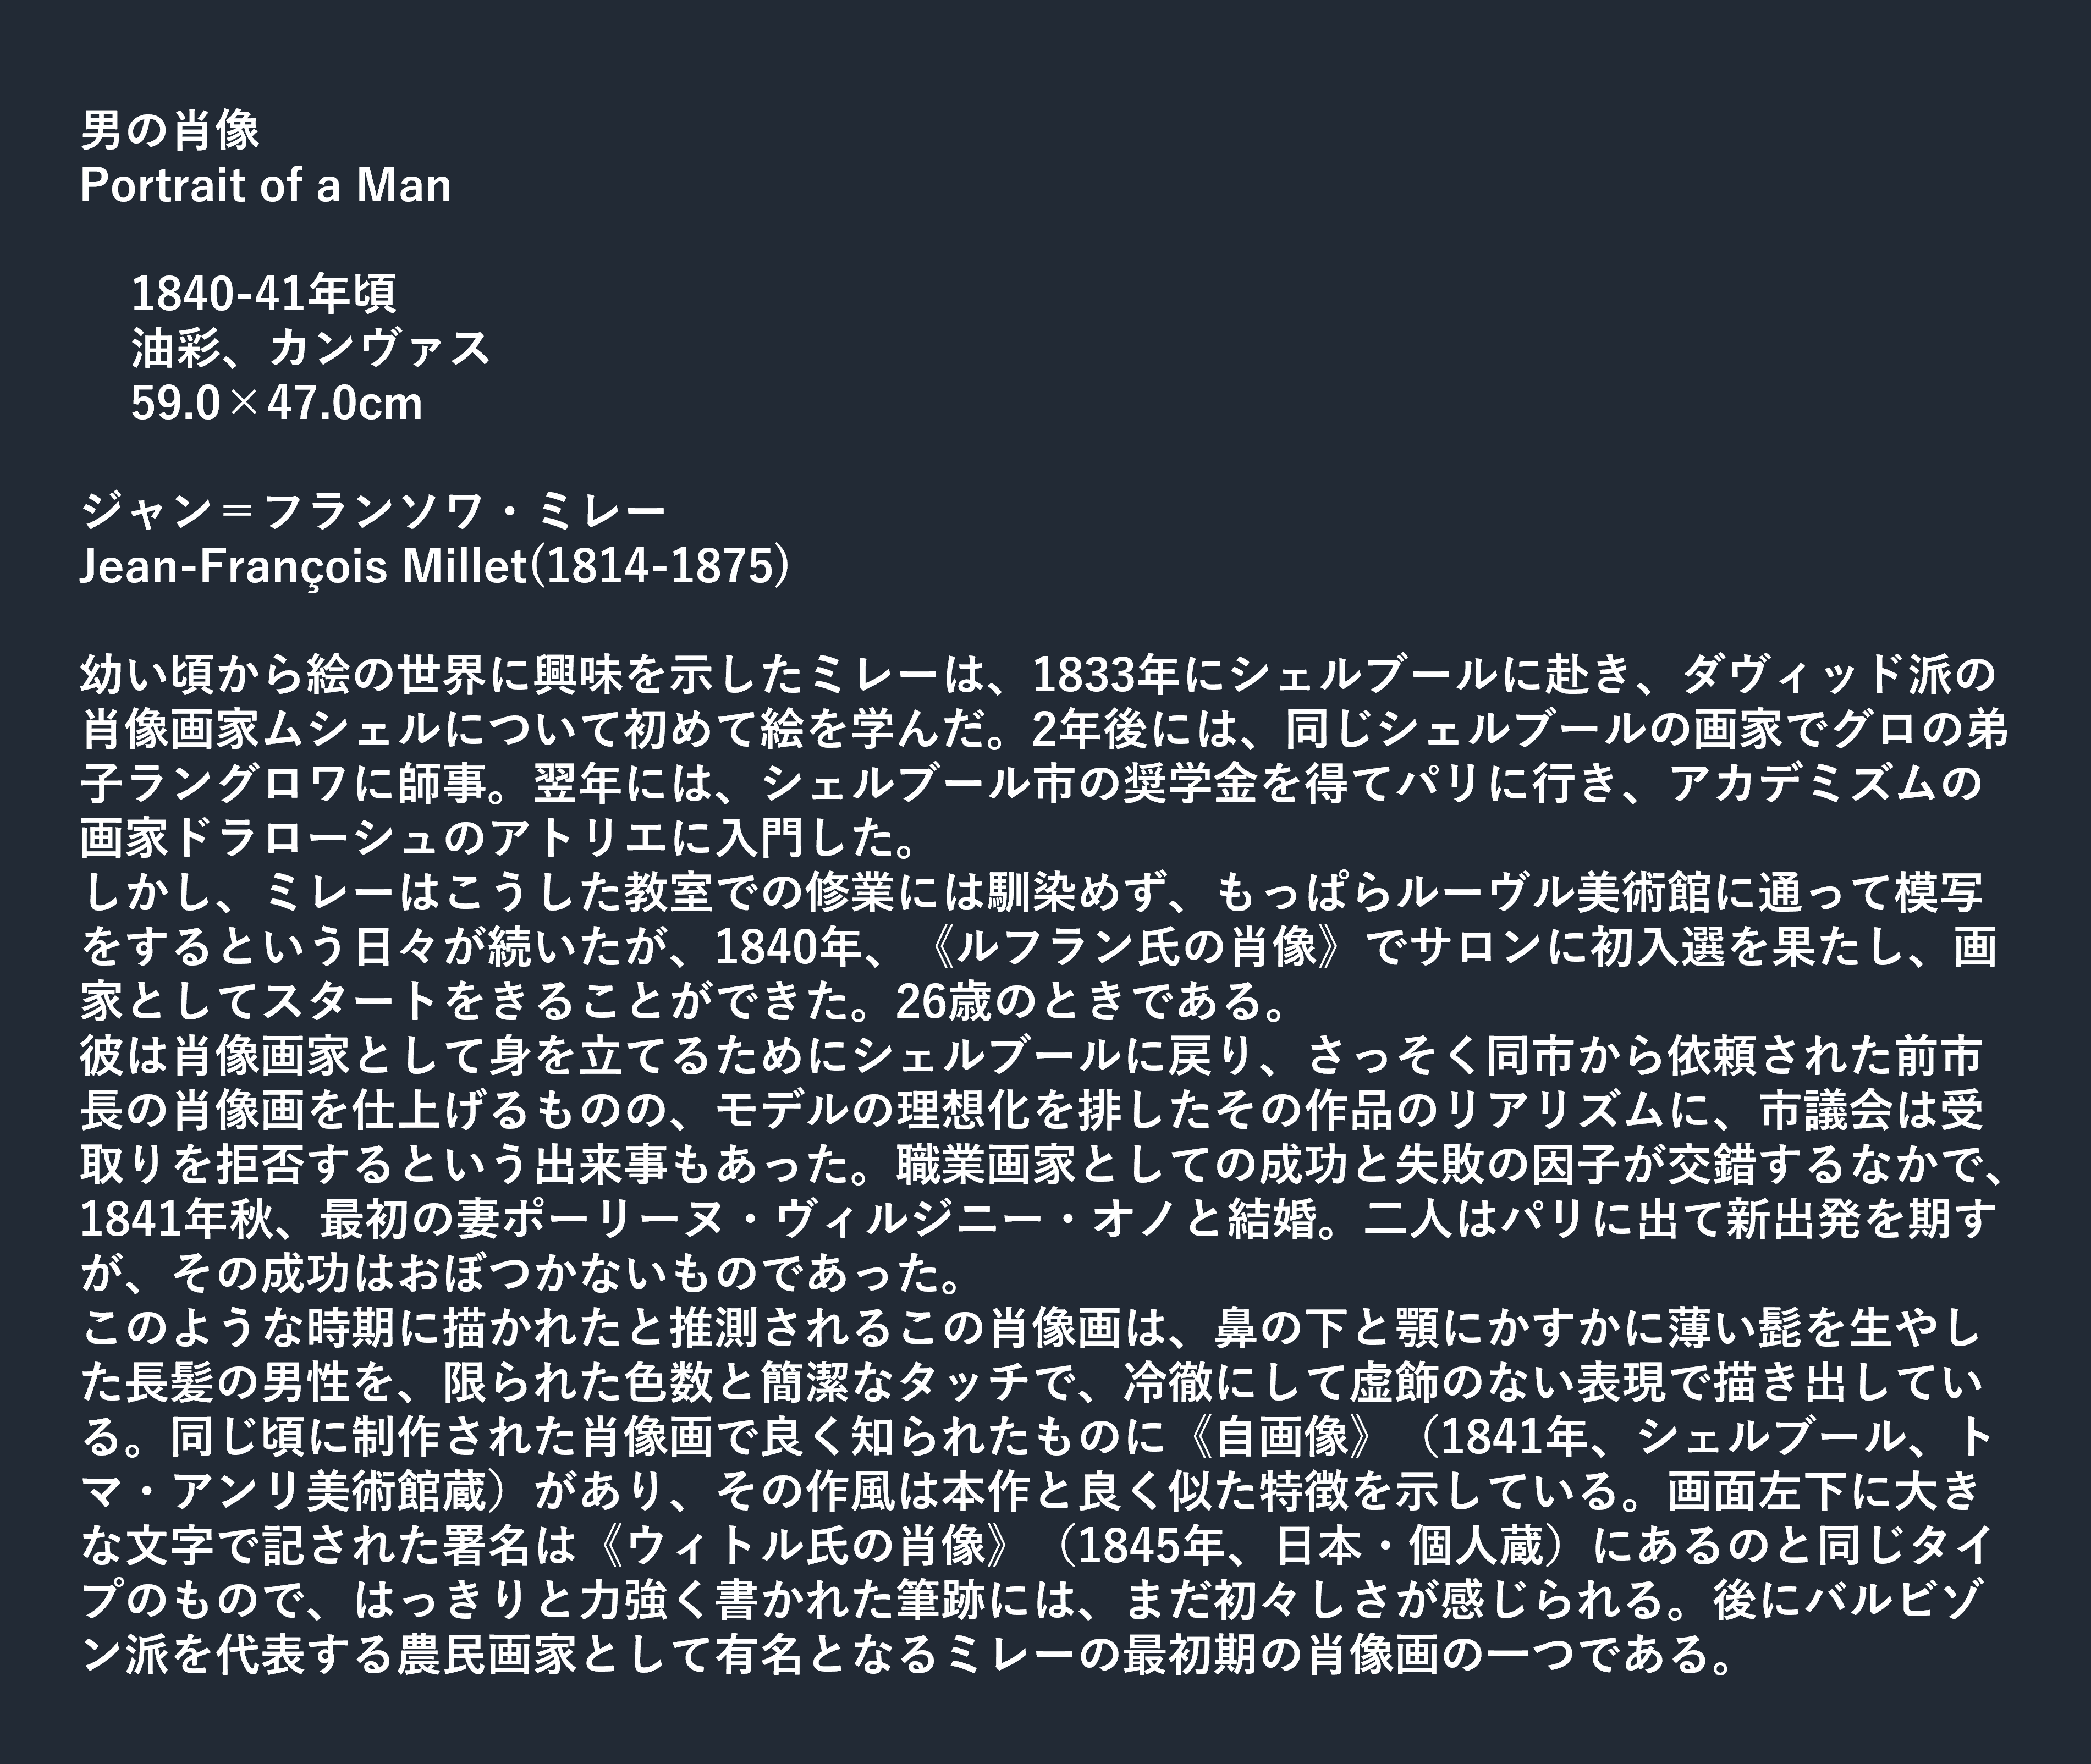 男の肖像
Portrait of a Man
1840-41年頃
油彩、カンヴァス
59.0×47.0cm
ジャン＝フランソワ・ミレー
Jean-François Millet(1814-1875)
幼い頃から絵の世界に興味を示したミレーは、1833年にシェルブールに赴き、ダヴィッド派の
肖像画家ムシェルについて初めて絵を学んだ。2年後には、同じシェルブールの画家でグロの弟
子ラングロワに師事。翌年には、シェルブール市の奨学金を得てパリに行き、アカデミズムの
画家ドラローシュのアトリエに入門した。
しかし、ミレーはこうした教室での修業には馴染めず、もっぱらルーヴル美術館に通って模写
をするという日々が続いたが、1840年、《ルフラン氏の肖像》でサロンに初入選を果たし、画
家としてスタートをきることができた。26歳のときである。
彼は肖像画家として身を立てるためにシェルブールに戻り、さっそく同市から依頼された前市
長の肖像画を仕上げるものの、モデルの理想化を排したその作品のリアリズムに、市議会は受
取りを拒否するという出来事もあった。職業画家としての成功と失敗の因子が交錯するなかで、
1841年秋、最初の妻ポーリーヌ・ヴィルジニー・オノと結婚。二人はパリに出て新出発を期す
が、その成功はおぼつかないものであった。
このような時期に描かれたと推測されるこの肖像画は、鼻の下と顎にかすかに薄い髭を生やし
た長髪の男性を、限られた色数と簡潔なタッチで、冷徹にして虚飾のない表現で描き出してい
る。同じ頃に制作された肖像画で良く知られたものに《自画像》（1841年、シェルブール、ト
マ・アンリ美術館蔵）があり、その作風は本作と良く似た特徴を示している。画面左下に大き
な文字で記された署名は《ウィトル氏の肖像》（1845年、日本・個人蔵）にあるのと同じタイ
プのもので、はっきりと力強く書かれた筆跡には、まだ初々しさが感じられる。後にバルビゾ
ン派を代表する農民画家として有名となるミレーの最初期の肖像画の一つである。